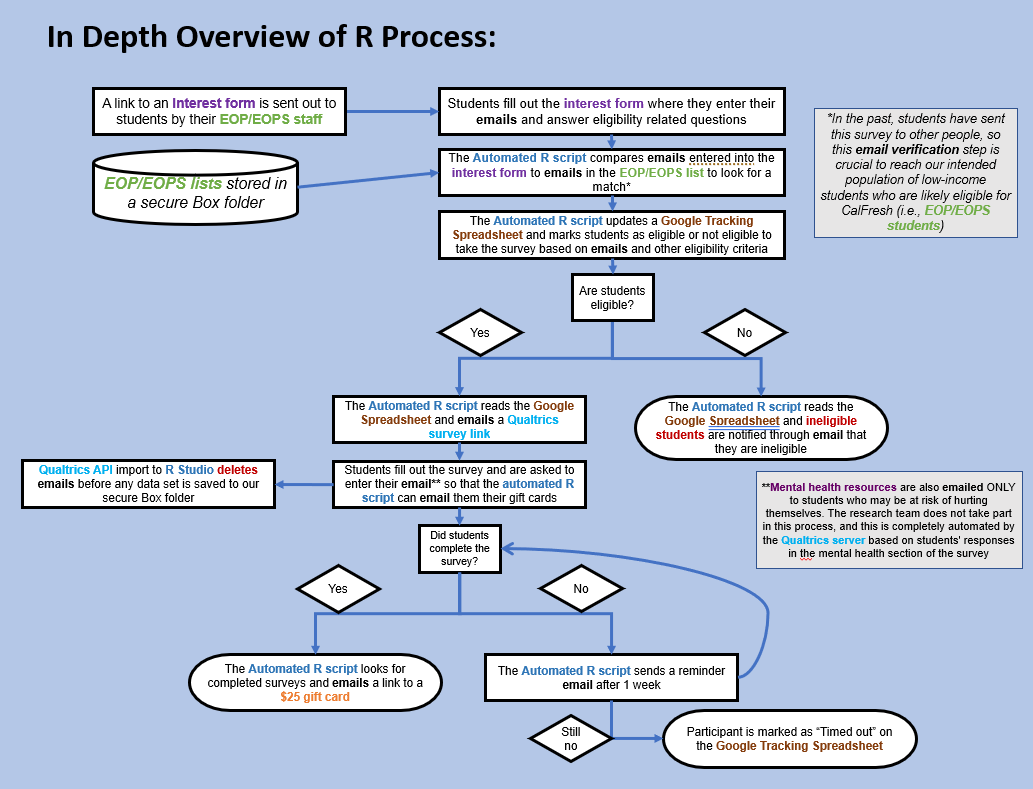 In Depth Overview of R Process:
A link to an Interest form is sent out to
students by their EOP/EOPS staff
Students fill out the interest form where they enter their
emails and answer eligibility related questions
*In the past, students have sent
this survey to other people, so
this email verification step is
crucial to reach our intended
population of low-income
students who are likely eligible for
CalFresh (i.e., EOP/EOPS
students)
EOP/EOPS lists stored in
a secure Box folder
The Automated R script compares emails entered into the
interest form to emails in the EOP/EOPS list to look for a
match*
The Automated R script updates a Google Tracking
Spreadsheet and marks students as eligible or not eligible to
take the survey based on emails and other eligibility criteria
Are students
eligible?
Yes
No
The Automated R script reads the Google
Spreadsheet and emails a Qualtrics
survey link
The Automated R script reads the
Google Spreadsheet and ineligible
students are notified through email that
they are ineligible
Qualtrics API import to R Studio deletes
emails before any data set is saved to our
secure Box folder
Students fill out the survey and are asked to
enter their email** so that the automated R
script can email them their gift cards
**Mental health resources are also emailed ONLY
to students who may be at risk of hurting
themselves. The research team does not take part
in this process, and this is completely automated by
the Qualtrics server based on students' responses
in the mental health section of the survey
Did students
complete the
survey?
Yes
No
The Automated R script looks for
completed surveys and emails a link to a
$25 gift card
The Automated R script sends a reminder
email after 1 week
Still
no
Participant is marked as “Timed out” on
the Google Tracking Spreadsheet